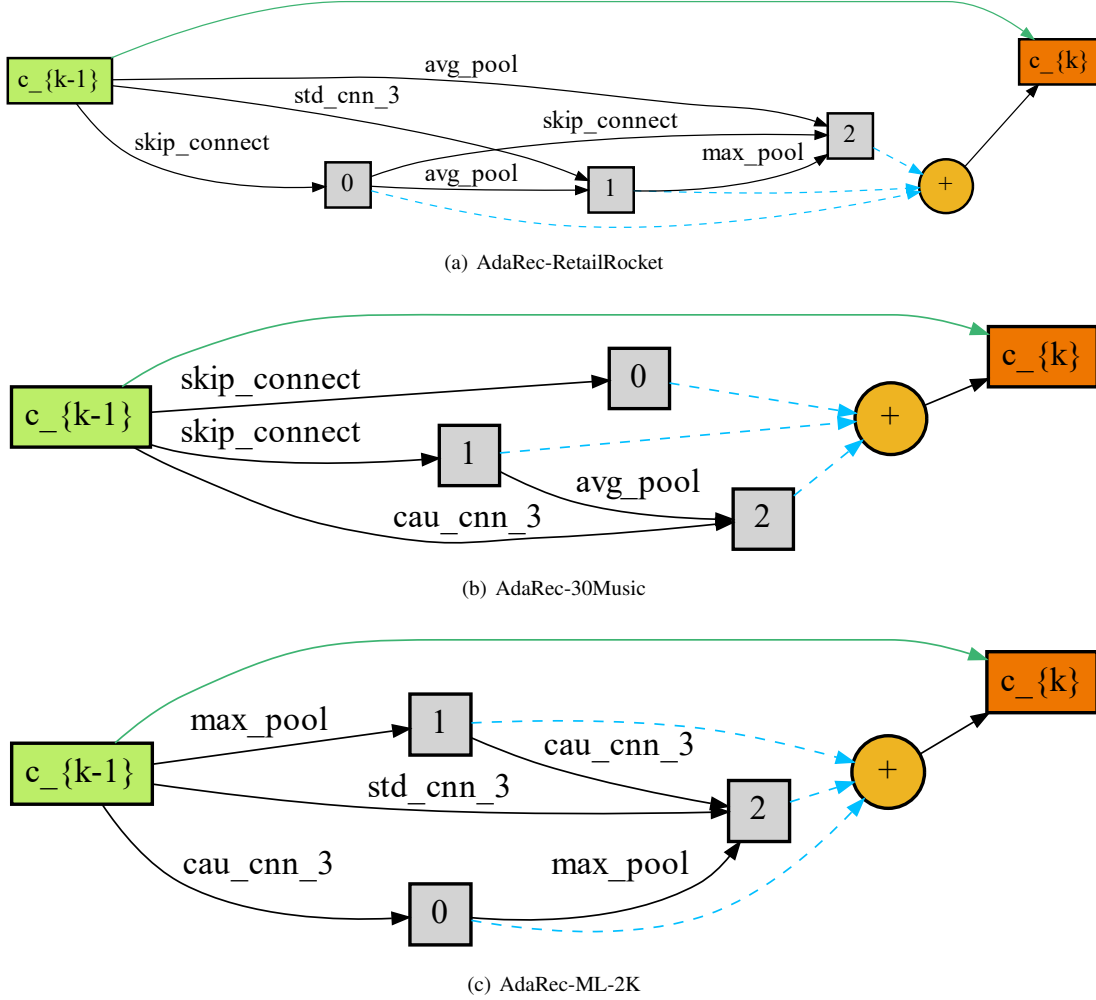 c_{k-1}
c_{k}
avg_pool
std_cnn_3
skip_connect
skip_connect
avg_pool
max_pool
0
1
2
+
(a) AdaRec-RetailRocket
c_{k-1}
c_{k}
skip_connect
0
+
skip_connect
1
avg_pool
cau_cnn_3
2
(b) AdaRec-30Music
c_{k-1}
c_{k}
max_pool
1
cau_cnn_3
+
std_cnn_3
2
cau_cnn_3
max_pool
0
(c) AdaRec-ML-2K